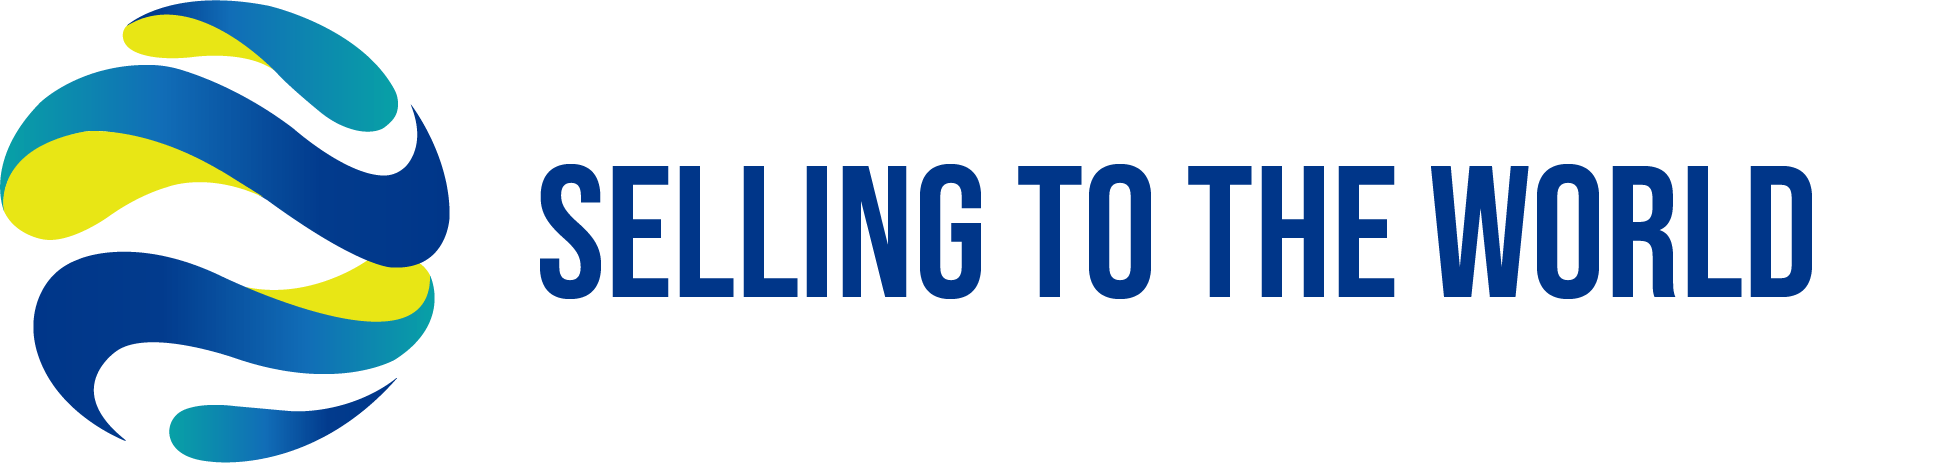 SELLING TO THE WORLD